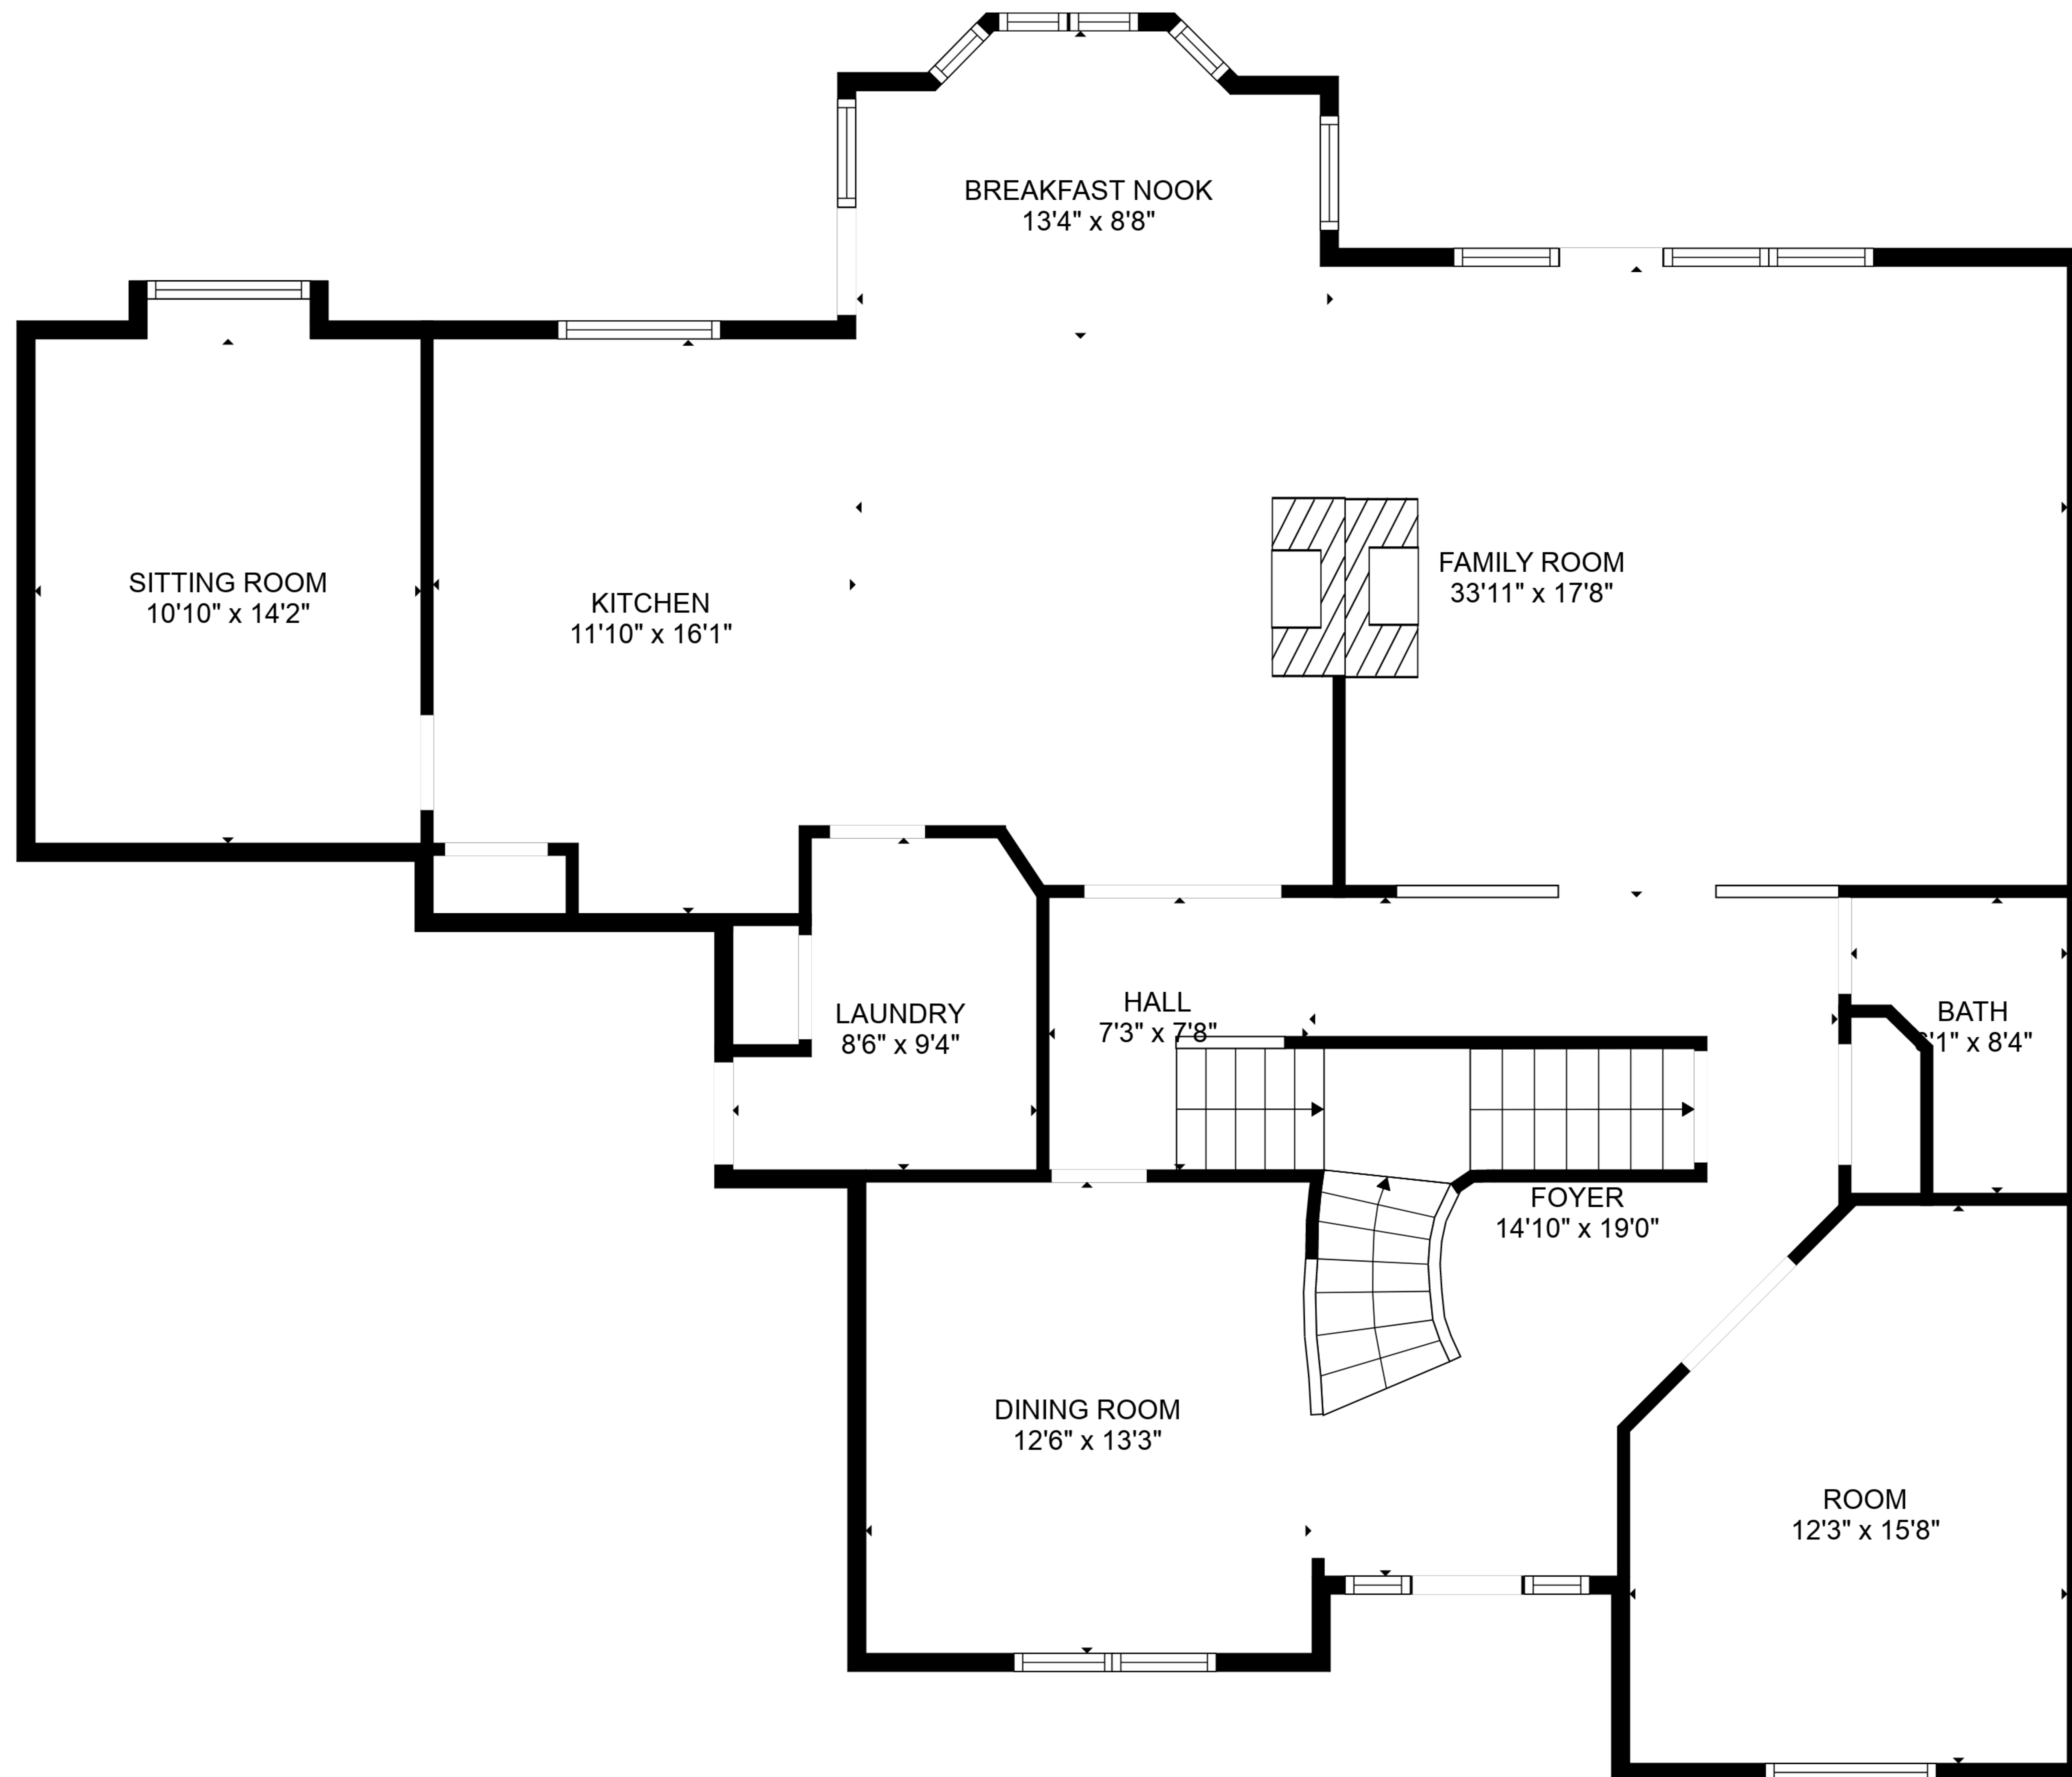 BREAKFAST NOOK
13'4" x 8'8"
FAMILY ROOM
33'11" x 17'8"
SITTING ROOM
10'10" x 14'2"
KITCHEN
11'10" x 16'1"
HALL
7'3" x 7'8"
LAUNDRY
8'6" x 9'4"
BATH
6'1" x 8'4"
FOYER
14'10" x 19'0"
DINING ROOM
12'6" x 13'3"
ROOM
12'3" x 15'8"